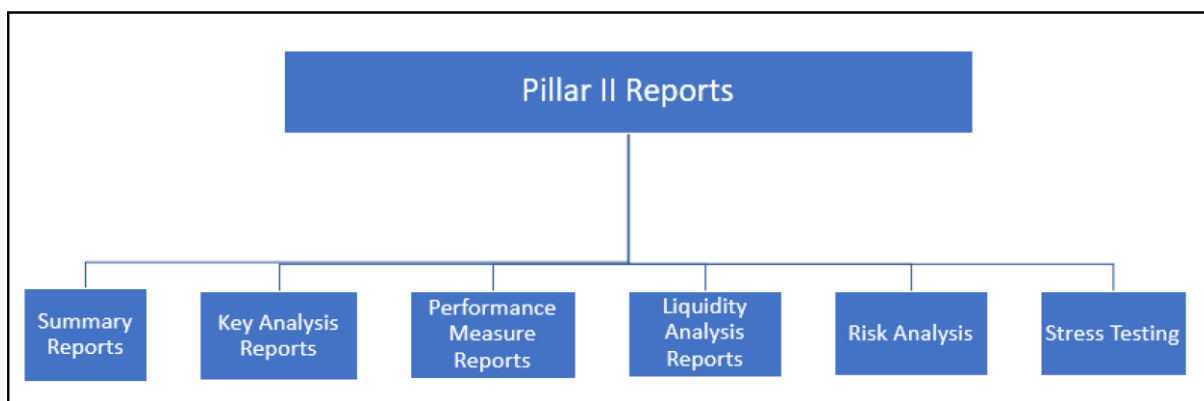 Pillar II Reports
Summary
Reports
Key Analysis
Reports
Performance
Measure
Reports
Liquidity
Analysis
Reports
Risk Analysis
Stress Testing